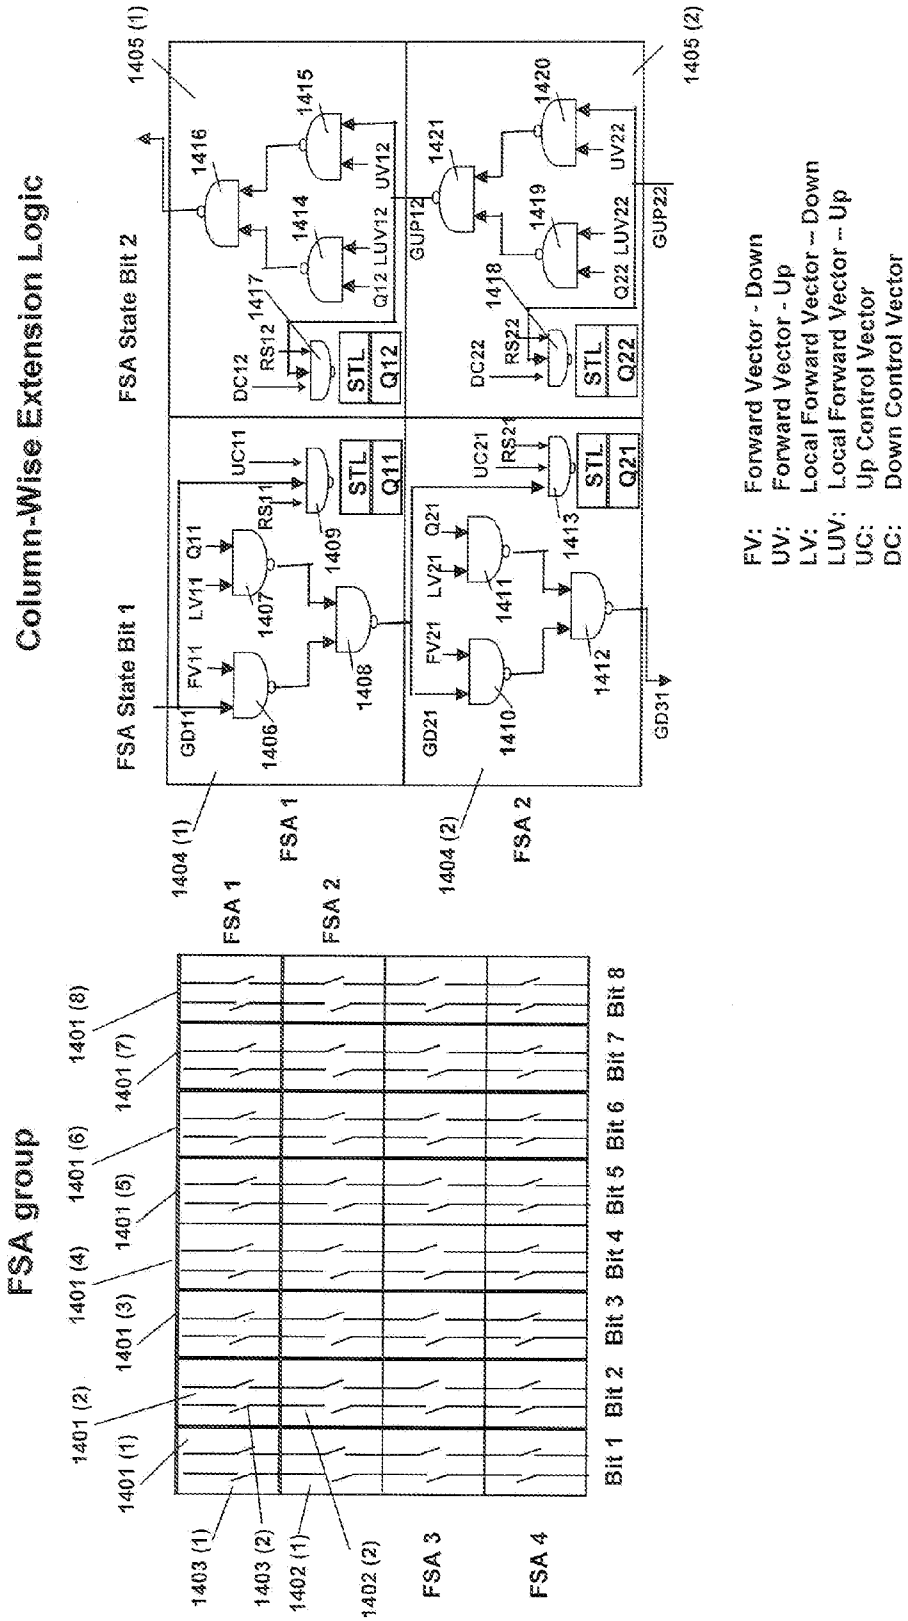 FSA group
Column-Wise Extension Logic
1401 (1)
1401 (2)
1401 (3)
1401 (4)
1401 (5)
1401 (6)
1401 (7)
1401 (8)
1403 (1)
1403 (2)
1402 (1)
1402 (2)
FSA 1
FSA 2
FSA 3
FSA 4
Bit 1
Bit 2
Bit 3
Bit 4
Bit 5
Bit 6
Bit 7
Bit 8
FSA State Bit 1
FSA State Bit 2
1404 (1)
1405 (1)
FSA 1
GD11
FV11
LV11
Q11
RS11
UC11
1406
1407
1408
1409
STL
Q11
DC12
RS12
1417
1414
1415
1416
Q12
LUV12
UV12
GUP12
STL
Q12
1404 (2)
1405 (2)
FSA 2
GD21
FV21
LV21
Q21
UC21
RS21
1410
1411
1412
1413
STL
Q21
GD31
DC22
RS22
1418
1419
1420
1421
Q22
LUV22
UV22
GUP22
STL
Q22
FV: Forward Vector - Down
UV: Forward Vector - Up
LV: Local Forward Vector – Down
LUV: Local Forward Vector – Up
UC: Up Control Vector
DC: Down Control Vector